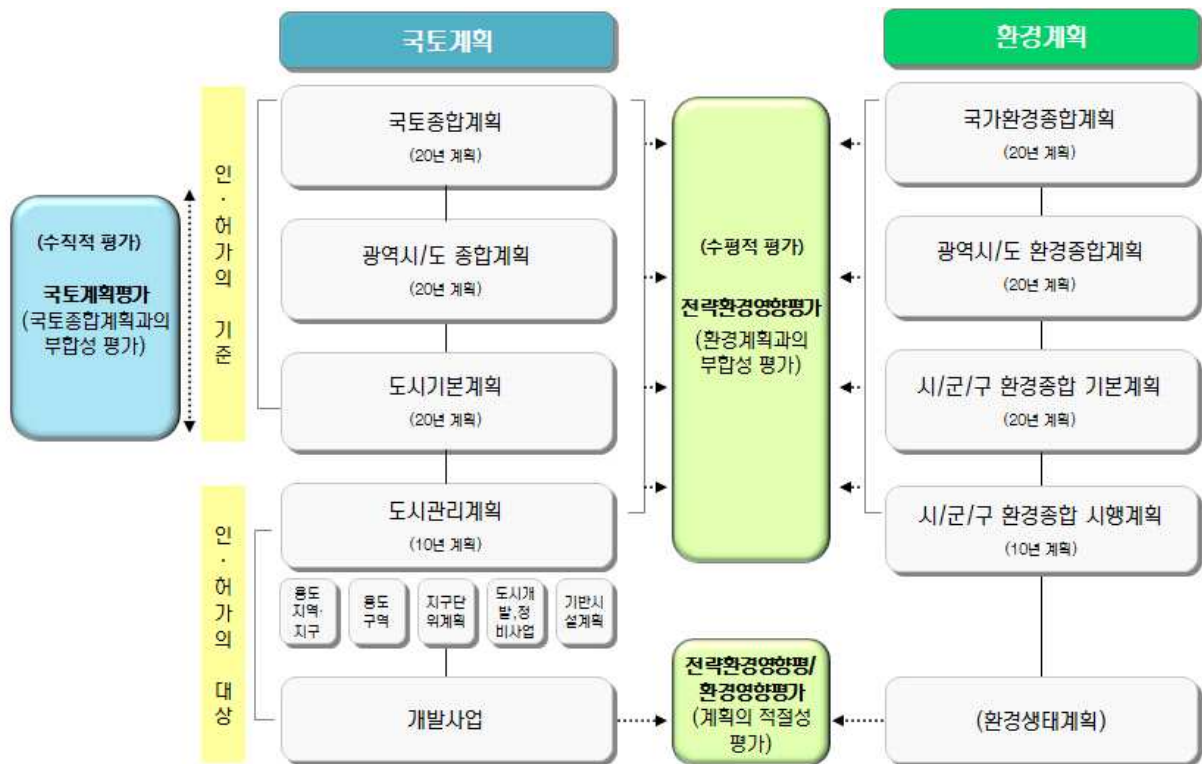 국토계획
환경계획
인·허가의 기준
국토종합계획
(20년 계획)
국가환경종합계획
(20년 계획)
(수직적 평가)
국토계획평가
(국토종합계획과의
부합성 평가)
광역시/도 종합계획
(20년 계획)
(수평적 평가)
전략환경영향평가
(환경계획과의
부합성 평가)
광역시/도 환경종합계획
(20년 계획)
도시기본계획
(20년 계획)
시/군/구 환경종합 기본계획
(20년 계획)
인·허가의 대상
도시관리계획
(10년 계획)
시/군/구 환경종합 시행계획
(10년 계획)
용도
지역·
지구
용도
구역
지구단
위계획
도시개
발,정
비사업
기반시
설계획
개발사업
전략환경영향평/
환경영향평가
(계획의 적절성
평가)
(환경생태계획)